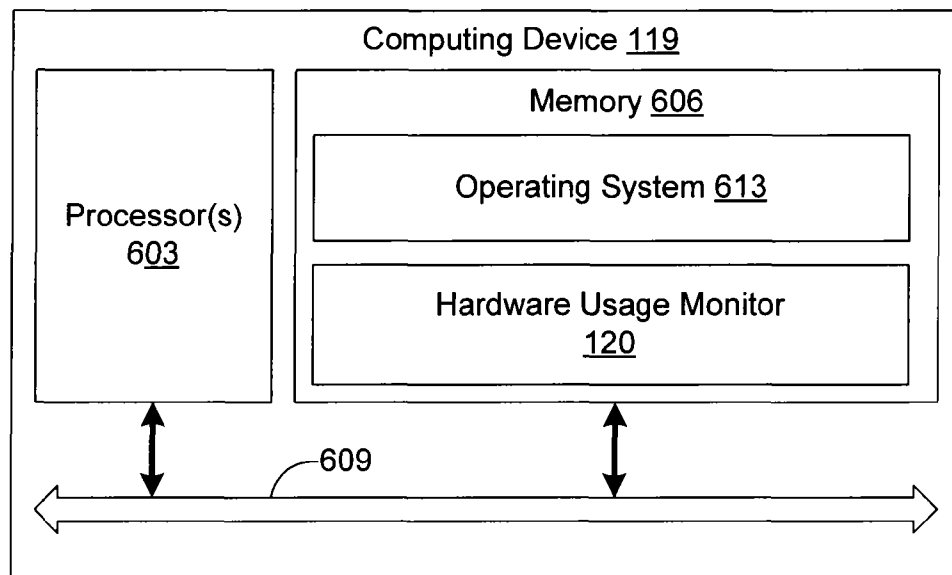 Computing Device 119
Processor(s)
603
Memory 606
Operating System 613
Hardware Usage Monitor
120
609